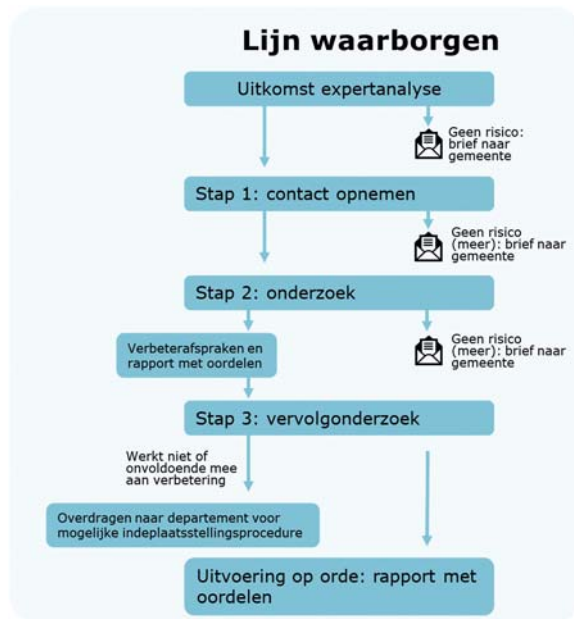 Lijn waarborgen
Uitkomst expertanalyse
Geen risico:
brief naar
gemeente
Stap 1: contact opnemen
Geen risico
(meer): brief naar
gemeente
Stap 2: onderzoek
Verbeterafspraken en
rapport met oordelen
Geen risico
(meer): brief naar
gemeente
Stap 3: vervolgonderzoek
Werkt niet of
onvoldoende mee
aan verbetering
Overdragen naar departement voor
mogelijke indeplaatsstellingsprocedure
Uitvoering op orde: rapport met
oordelen